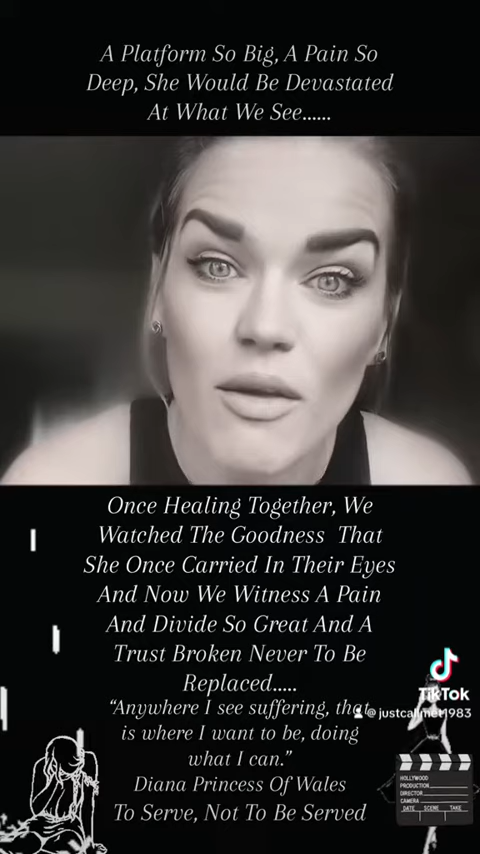 A Platform So Big, A Pain So
Deep, She Would Be Devastated
At What We See......
Once Healing Together, We
Watched The Goodness That
She Once Carried In Their Eyes
And Now We Witness A Pain
And Divide So Great And A
Trust Broken Never To Be
Replaced.....
“Anywhere I see suffering, that
is where I want to be, doing
what I can.”
Diana Princess Of Wales
To Serve, Not To Be Served
TikTok
@justcallmet1983
HOLLYWOOD
PRODUCTION
DIRECTOR
CAMERA
DATE SCENE TAKE